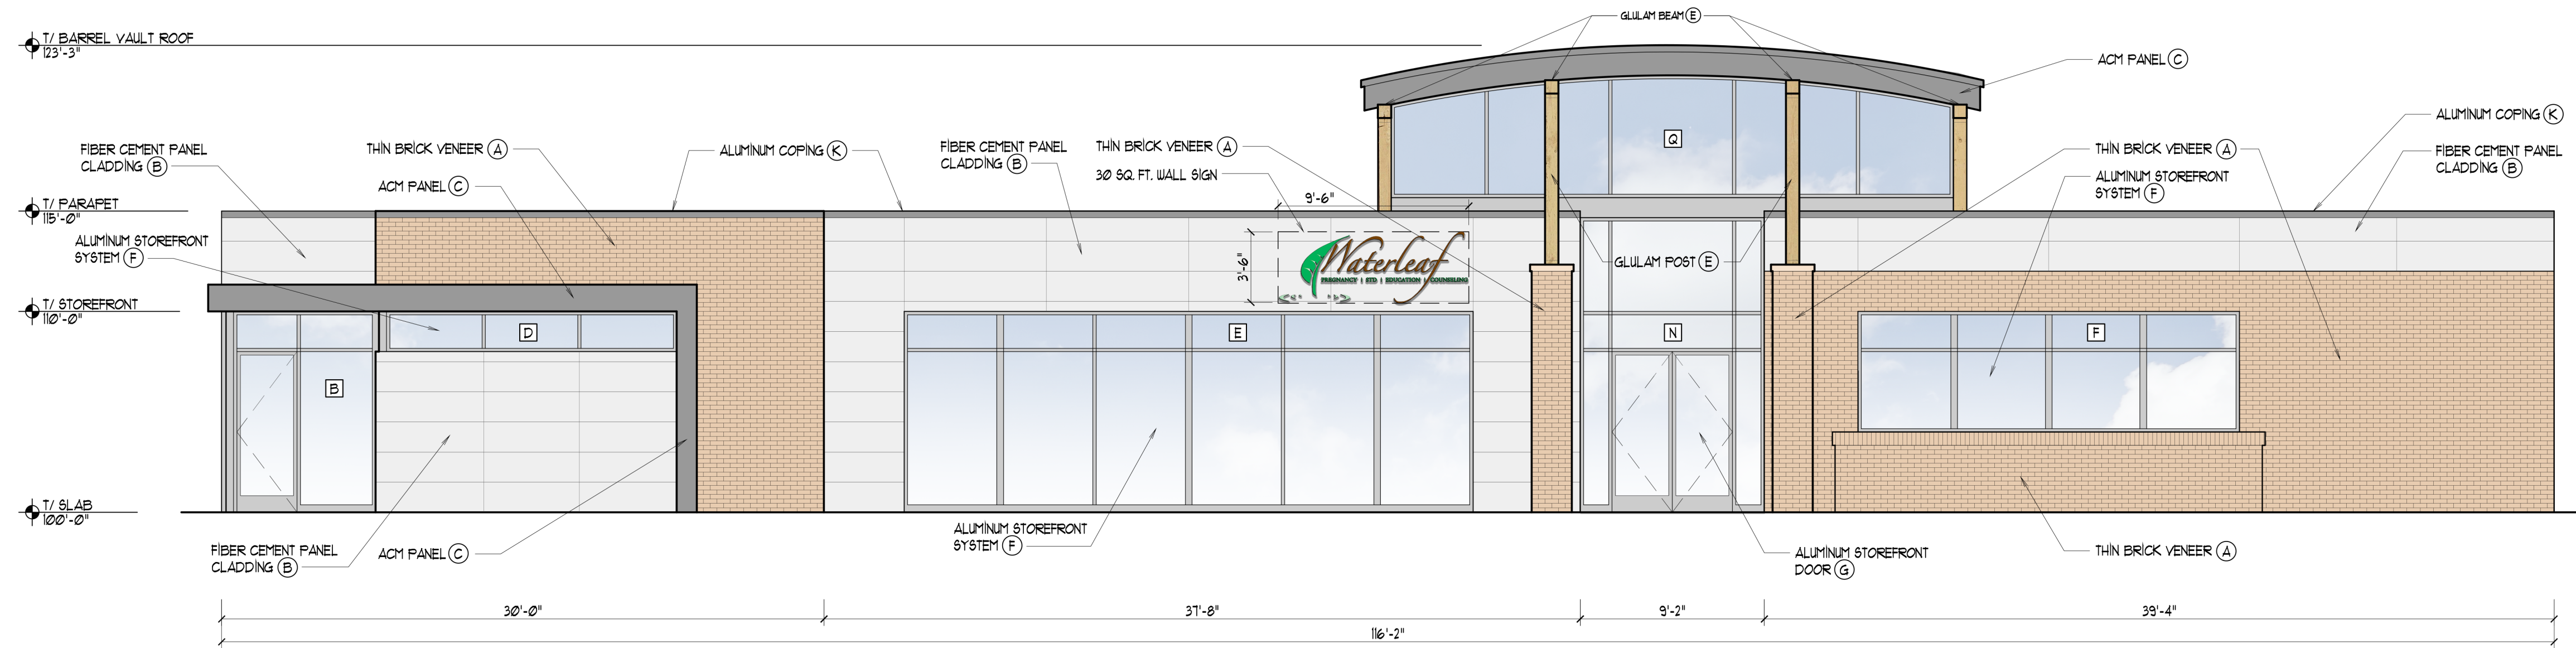 GLULAM BEAM E
T/ BARREL VAULT ROOF
123'-3"
ACM PANEL C
ALUMINUM COPING K
FIBER CEMENT PANEL
CLADDING B
THIN BRICK VENEER A
ACM PANEL C
ALUMINUM COPING K
FIBER CEMENT PANEL
CLADDING B
THIN BRICK VENEER A
30 SQ. FT. WALL SIGN
9'-6"
Q
THIN BRICK VENEER A
ALUMINUM STOREFRONT
SYSTEM F
FIBER CEMENT PANEL
CLADDING B
T/ PARAPET
115'-0"
ALUMINUM STOREFRONT
SYSTEM F
3'-6"
Waterleaf
PREGNANCY | STD | EDUCATION | COUNSELING
GLULAM POST E
T/ STOREFRONT
110'-0"
D
E
N
F
B
T/ SLAB
100'-0"
FIBER CEMENT PANEL
CLADDING B
ACM PANEL C
ALUMINUM STOREFRONT
SYSTEM F
ALUMINUM STOREFRONT
DOOR G
THIN BRICK VENEER A
30'-0"
37'-8"
9'-2"
39'-4"
116'-2"